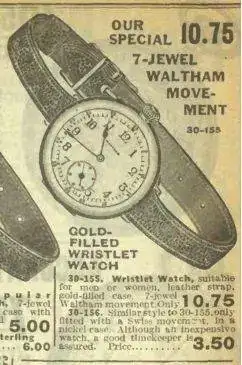 OUR
SPECIAL 10.75
7-JEWEL
WALTHAM
MOVE-
MENT
30-155
GOLD-
FILLED
WRISTLET
WATCH
30-155. Wristlet Watch, suitable
for men or women, leather strap,
gold-filled case, 7-jewel
Waltham movement. Only 10.75
30-156. Similar style to 30-155, only
fitted with a Swiss movement, in a
nickel case. Although an inexpensive
watch, a good timekeeper is
assured. Price 3.50
pular
h, 7-jewel
case with
5.00
terling
6.00